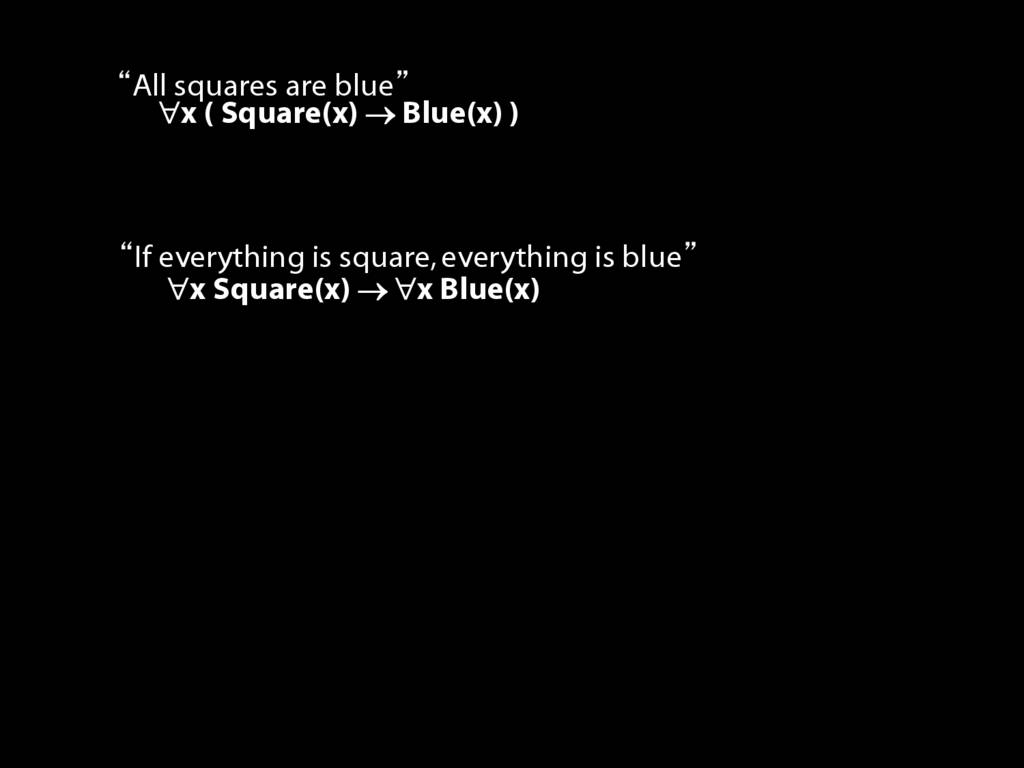 “All squares are blue”
∀x ( Square(x) → Blue(x) )
“If everything is square, everything is blue”
∀x Square(x) → ∀x Blue(x)